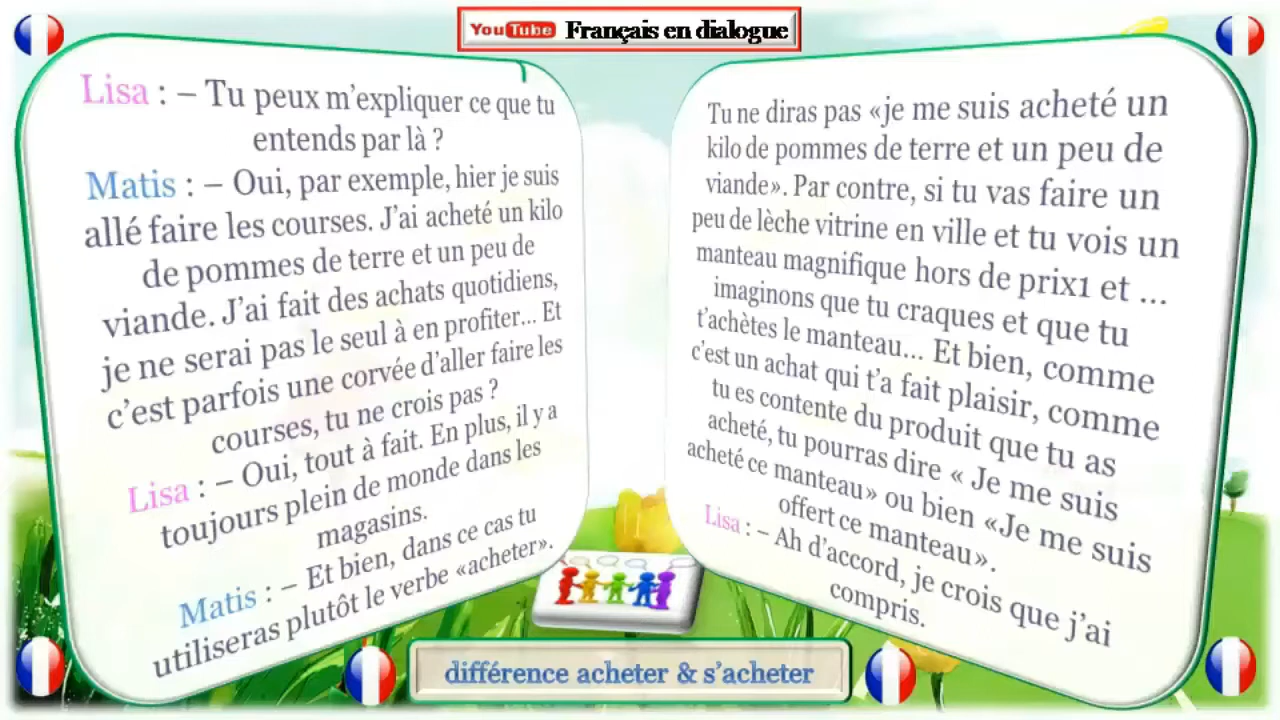 YouTube Français en dialogue
Lisa : – Tu peux m’expliquer ce que tu
entends par là ?
Matis : – Oui, par exemple, hier je suis
allé faire les courses. J’ai acheté un kilo
de pommes de terre et un peu de
viande. J’ai fait des achats quotidiens,
je ne serai pas le seul à en profiter... Et
c’est parfois une corvée d’aller faire les
courses, tu ne crois pas ?
Lisa : – Oui, tout à fait. En plus, il y a
toujours plein de monde dans les
magasins.
Matis : – Et bien, dans ce cas tu
utiliseras plutôt le verbe «acheter».
Tu ne diras pas «je me suis acheté un
kilo de pommes de terre et un peu de
viande». Par contre, si tu vas faire un
peu de lèche vitrine en ville et tu vois un
manteau magnifique hors de prix1 et ...
imaginons que tu craques et que tu
t’achètes le manteau... Et bien, comme
c’est un achat qui t’a fait plaisir, comme
tu es contente du produit que tu as
acheté, tu pourras dire « Je me suis
acheté ce manteau» ou bien «Je me suis
offert ce manteau».
Lisa : – Ah d’accord, je crois que j’ai
compris.
différence acheter & s’acheter